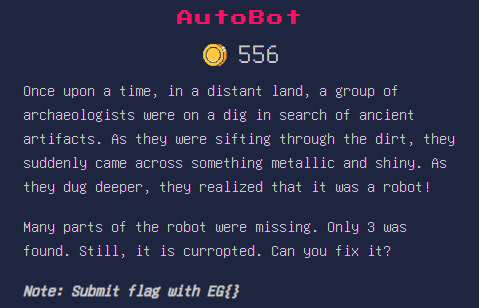 AutoBot
556
Once upon a time, in a distant land, a group of
archaeologists were on a dig in search of ancient
artifacts. As they were sifting through the dirt, they
suddenly came across something metallic and shiny. As
they dug deeper, they realized that it was a robot!
Many parts of the robot were missing. Only 3 was
found. Still, it is curropted. Can you fix it?
Note: Submit flag with EG{}